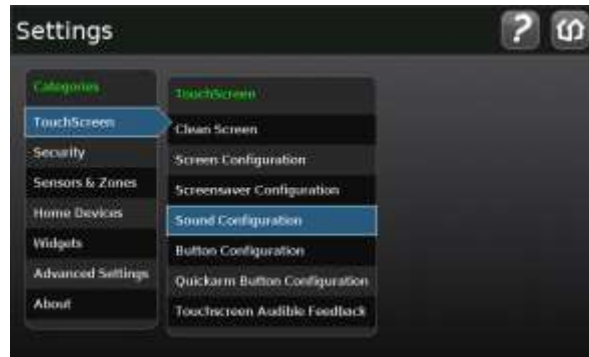 Settings
?
Categories
TouchScreen
Security
Sensors & Zones
Home Devices
Widgets
Advanced Settings
About
TouchScreen
Clean Screen
Screen Configuration
Screensaver Configuration
Sound Configuration
Button Configuration
Quickarm Button Configuration
Touchscreen Audible Feedback